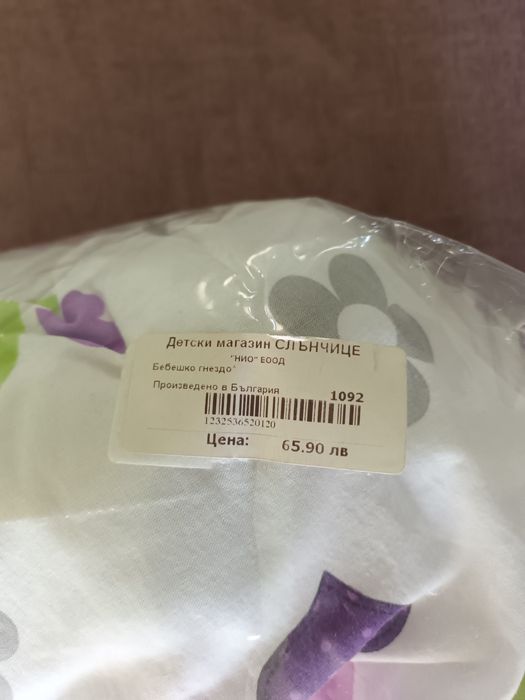 Детски магазин СЛЪНЧИЦЕ
"НИО" ЕООД
Бебешко гнездо
Произведено в България 1092
1232536520120
Цена: 65.90 лв